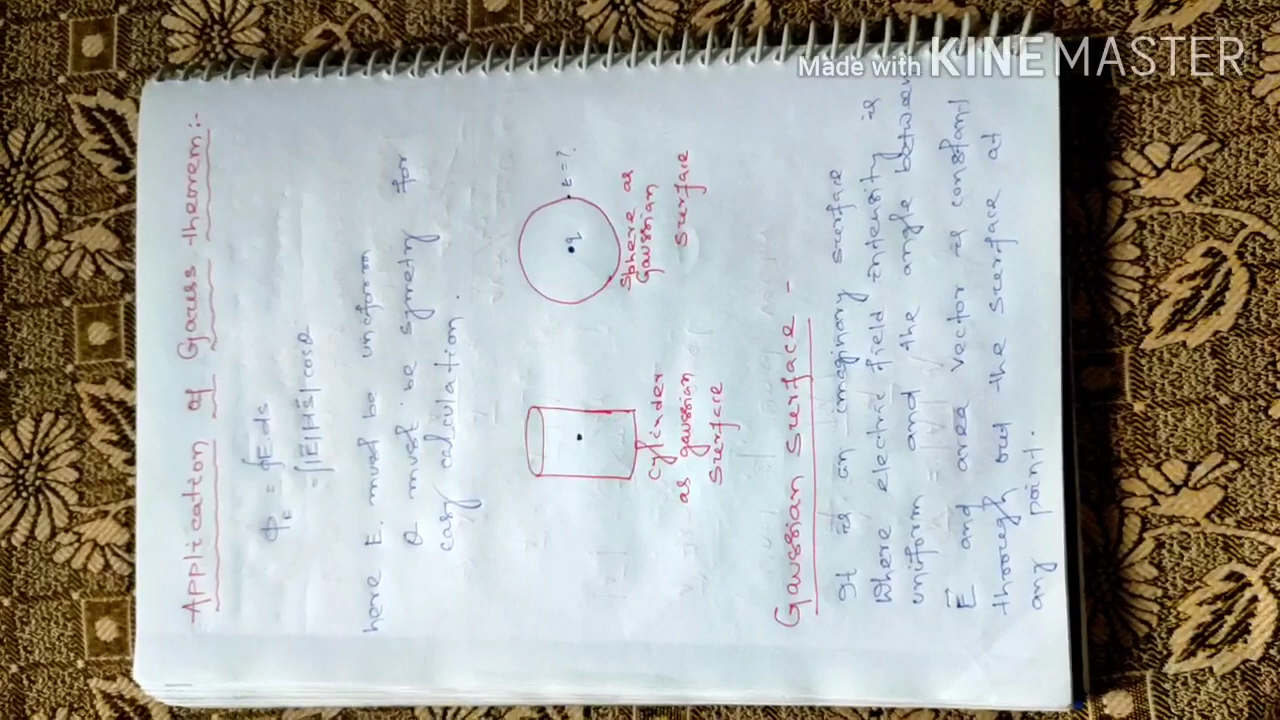 Made with KINEMASTER
Application of Gauss theorem:-
ϕE = ∮E.ds
= ∮|E||ds|cosθ
here E. must be uniform
θ must be symetry for
easy calculation.
cylinder
as gaussian
surface
q
E=?
sphere as
Gaussian
surface
Gaussian surface -
It is an imaginary surface
where electric field intensity is
uniform and the angle between
E and area vector is constant
through out the surface at
any point.